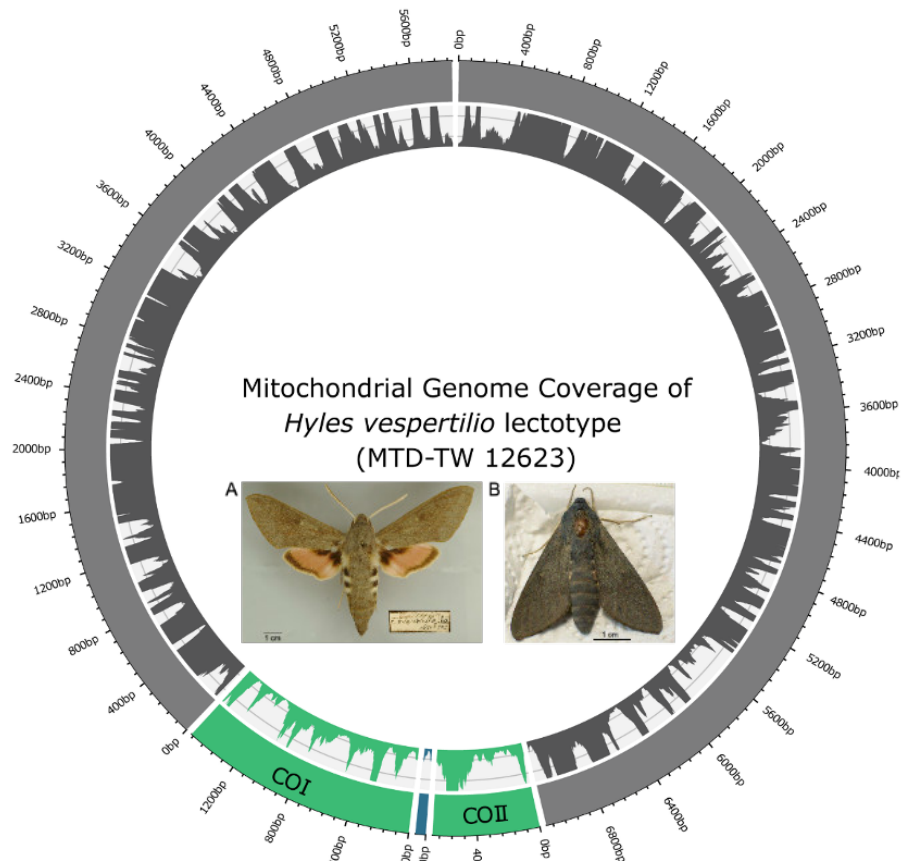 0bp
400bp
800bp
1200bp
1600bp
2000bp
2400bp
2800bp
3200bp
3600bp
4000bp
4400bp
4800bp
5200bp
5600bp
6000bp
6400bp
6800bp
0bp
COII
COI
800bp
1200bp
0bp
400bp
800bp
1200bp
1600bp
2000bp
2400bp
2800bp
3200bp
3600bp
4000bp
4400bp
4800bp
5200bp
5600bp
Mitochondrial Genome Coverage of
Hyles vespertilio lectotype
(MTD-TW 12623)
A
B
1 cm
1 cm